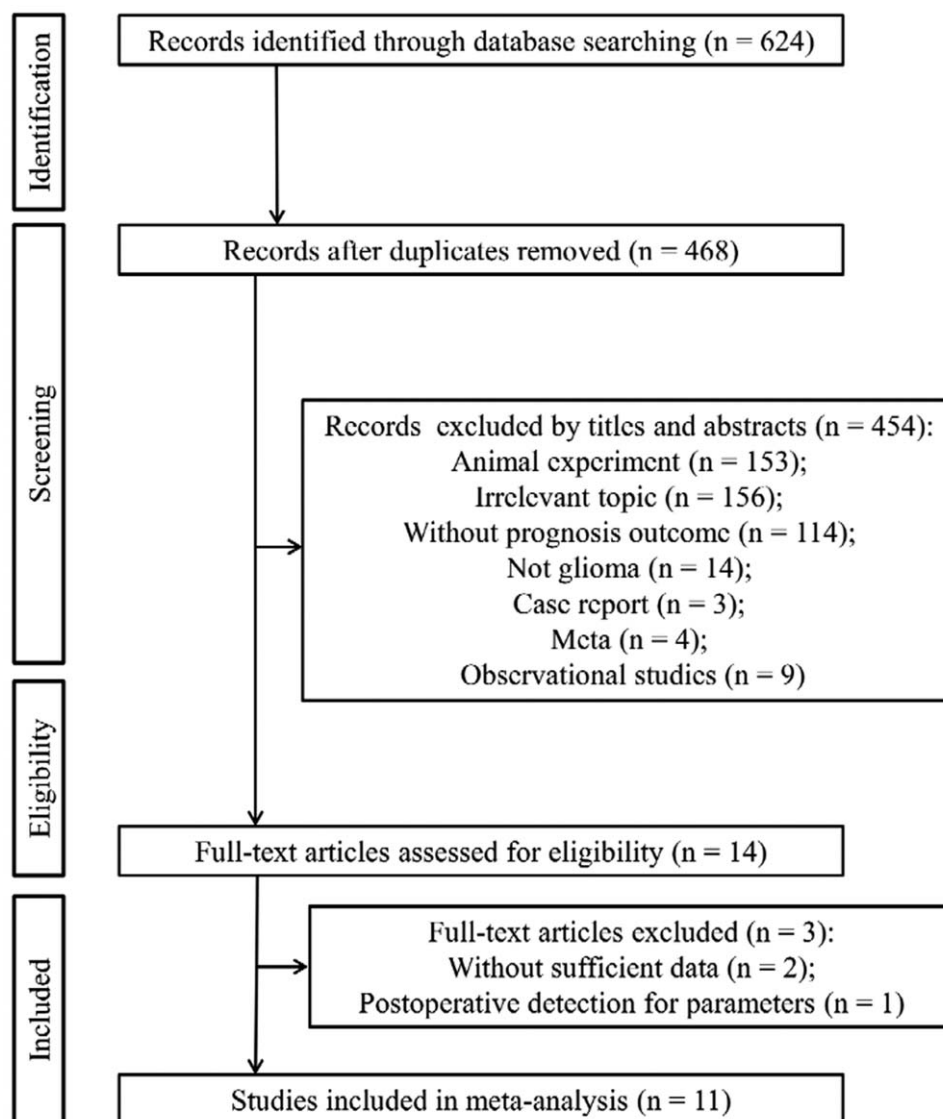 Identification
Records identified through database searching (n = 624)
Screening
Records after duplicates removed (n = 468)
Records excluded by titles and abstracts (n = 454):
Animal experiment (n = 153);
Irrelevant topic (n = 156);
Without prognosis outcome (n = 114);
Not glioma (n = 14);
Case report (n = 3);
Meta (n = 4);
Observational studies (n = 9)
Eligibility
Full-text articles assessed for eligibility (n = 14)
Included
Full-text articles excluded (n = 3):
Without sufficient data (n = 2);
Postoperative detection for parameters (n = 1)
Studies included in meta-analysis (n = 11)